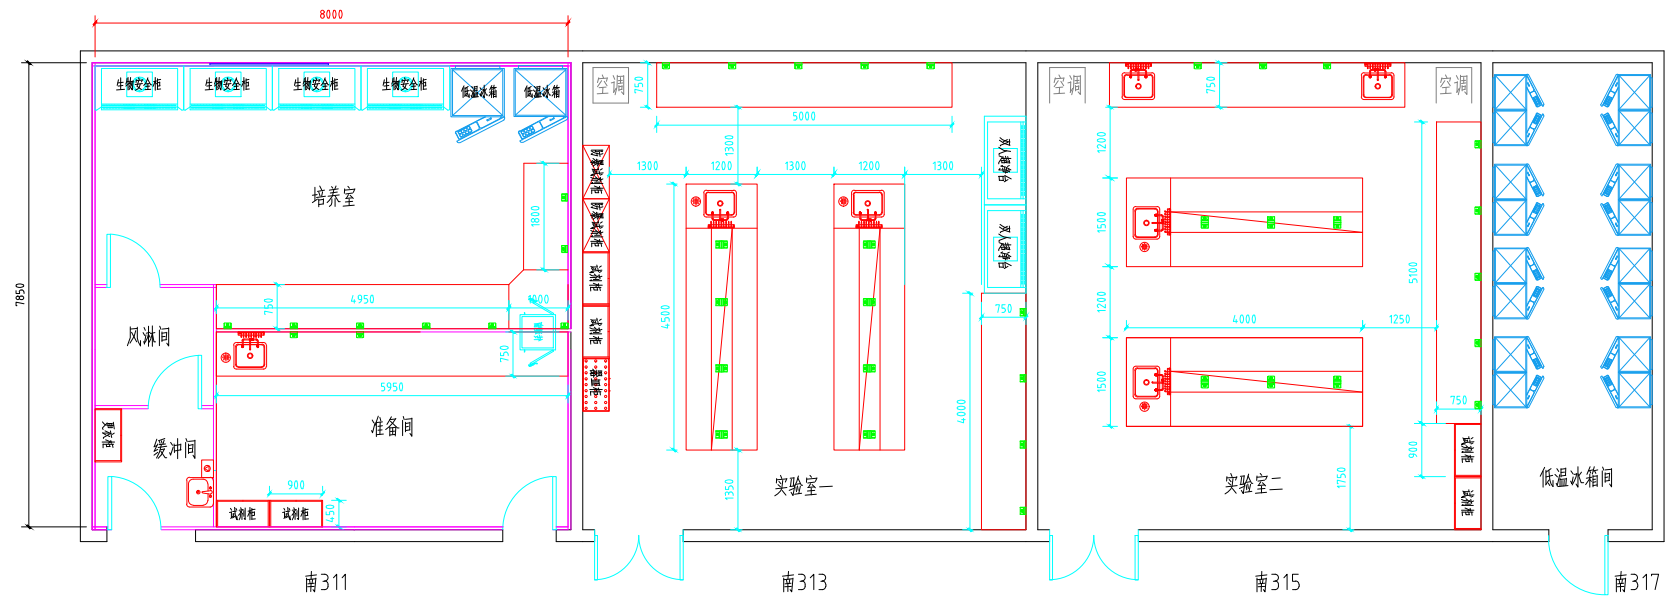 8000
7850
生物安全柜
生物安全柜
生物安全柜
生物安全柜
低温冰箱
低温冰箱
培养室
1800
4950
1000
750
风淋间
750
5950
准备间
更衣柜
缓冲间
900
450
试剂柜
试剂柜
南311
空调
750
5000
1300
1300
1200
1300
1200
1300
防暴试剂柜
防暴试剂柜
试剂柜
试剂柜
器皿柜
双人超净台
双人超净台
4500
750
4000
1350
实验室一
南313
空调
空调
750
1200
1500
1200
1500
5100
4000
1250
750
900
1750
试剂柜
试剂柜
实验室二
南315
低温冰箱间
南317